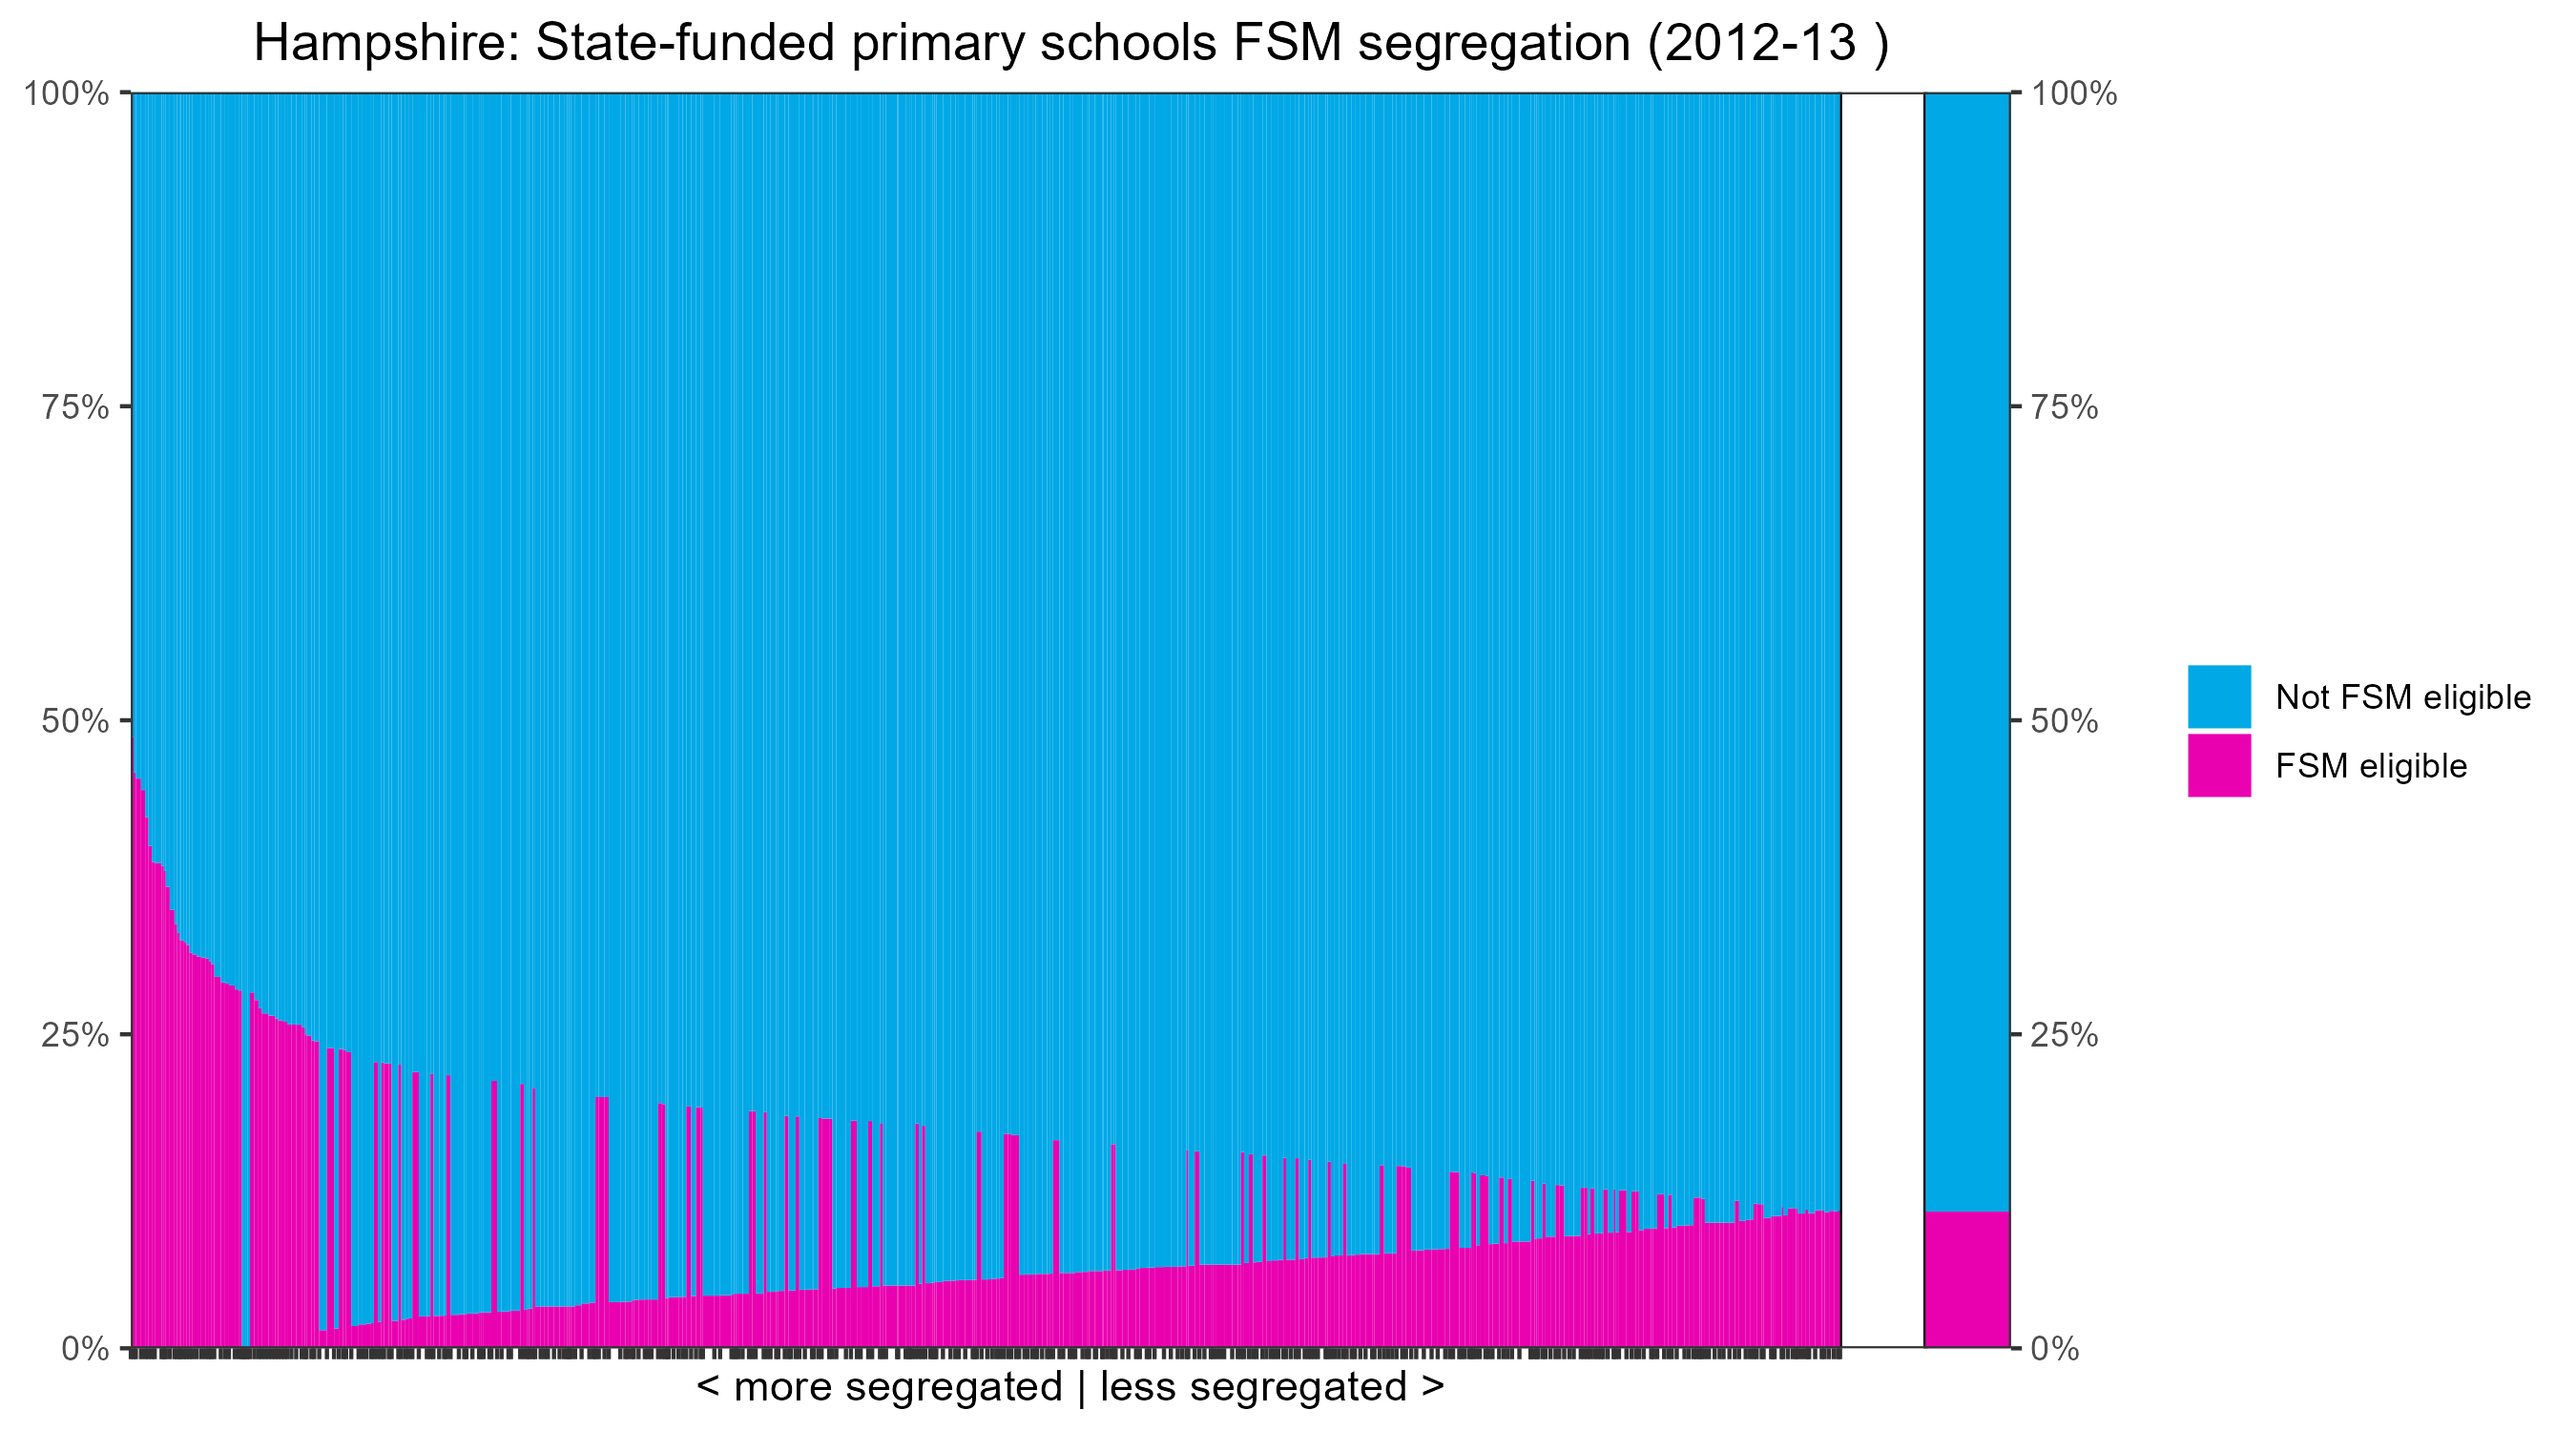 Hampshire: State-funded primary schools FSM segregation (2012-13 )
100%
75%
50%
25%
0%
100%
75%
50%
25%
0%
Not FSM eligible
FSM eligible
< more segregated | less segregated >